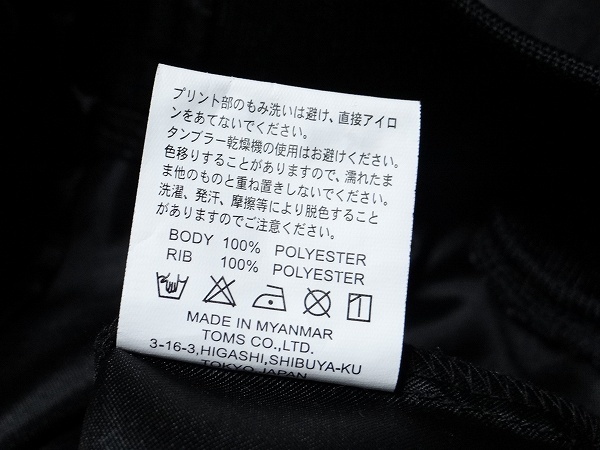 プリント部のもみ洗いは避け、直接アイロ
ンをあてないでください。
タンブラー乾燥機の使用はお避けください。
色移りすることがありますので、濡れたま
ま他のものと重ね置きしないでください。
洗濯、発汗、摩擦等により脱色すること
がありますのでご注意ください。
BODY 100% POLYESTER
RIB 100% POLYESTER
MADE IN MYANMAR
TOMS CO.,LTD.
3-16-3,HIGASHI,SHIBUYA-KU
TOKYO, JAPAN